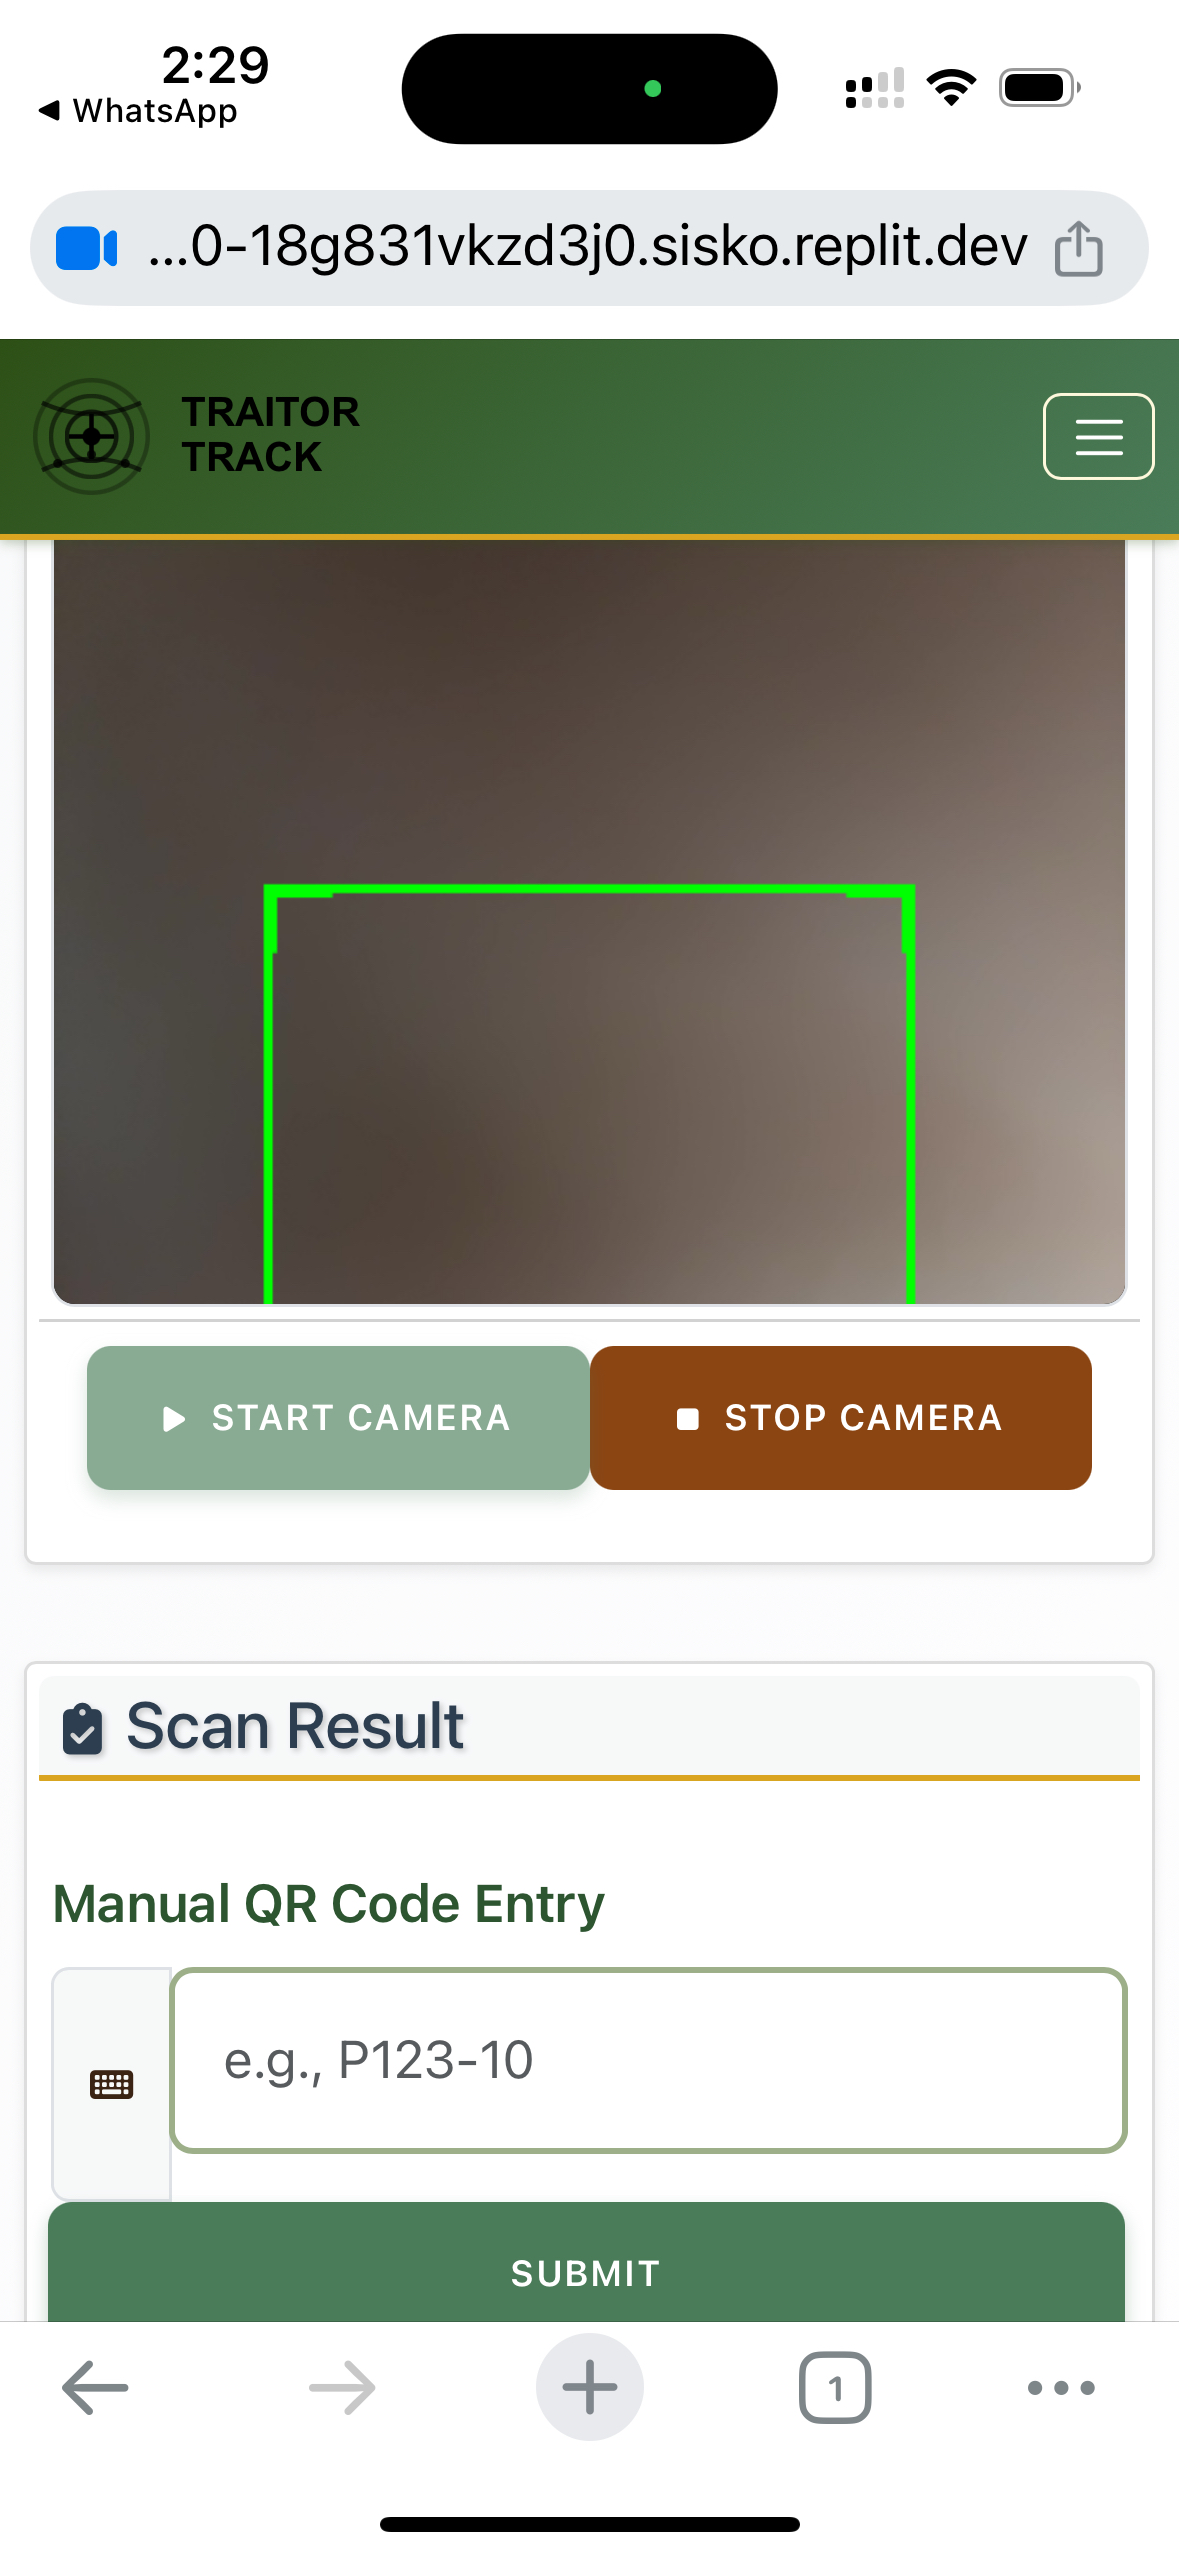 2:29
WhatsApp
...0-18g831vkzd3j0.sisko.replit.dev
TRAITOR
TRACK
START CAMERA
STOP CAMERA
Scan Result
Manual QR Code Entry
e.g., P123-10
SUBMIT
1